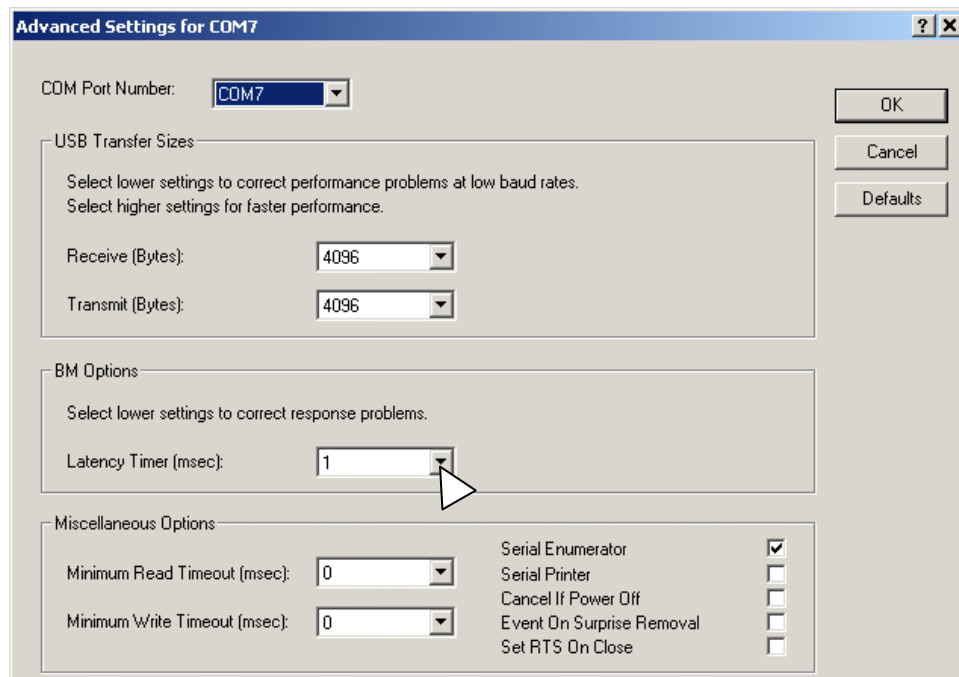 Advanced Settings for COM7
COM Port Number: COM7
OK
Cancel
Defaults
USB Transfer Sizes
Select lower settings to correct performance problems at low baud rates.
Select higher settings for faster performance.
Receive (Bytes): 4096
Transmit (Bytes): 4096
BM Options
Select lower settings to correct response problems.
Latency Timer (msec): 1
Miscellaneous Options
Minimum Read Timeout (msec): 0
Minimum Write Timeout (msec): 0
Serial Enumerator
Serial Printer
Cancel If Power Off
Event On Surprise Removal
Set RTS On Close